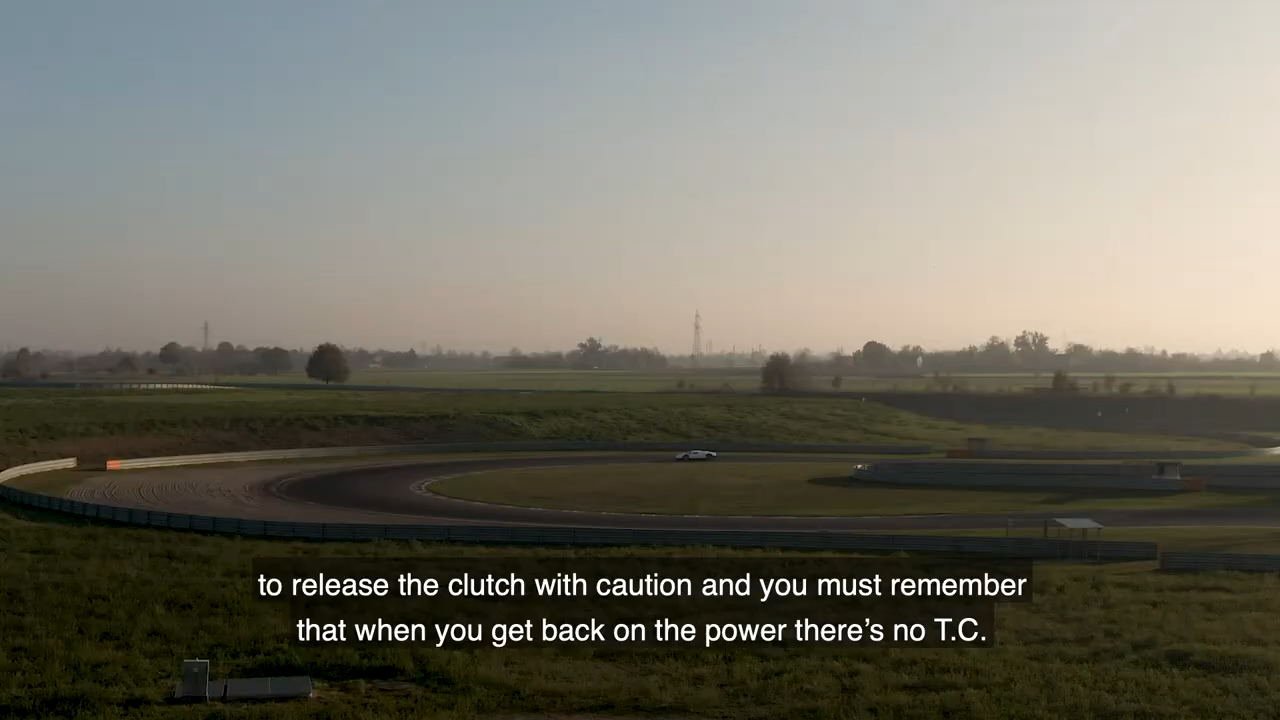 to release the clutch with caution and you must remember
that when you get back on the power there’s no T.C.